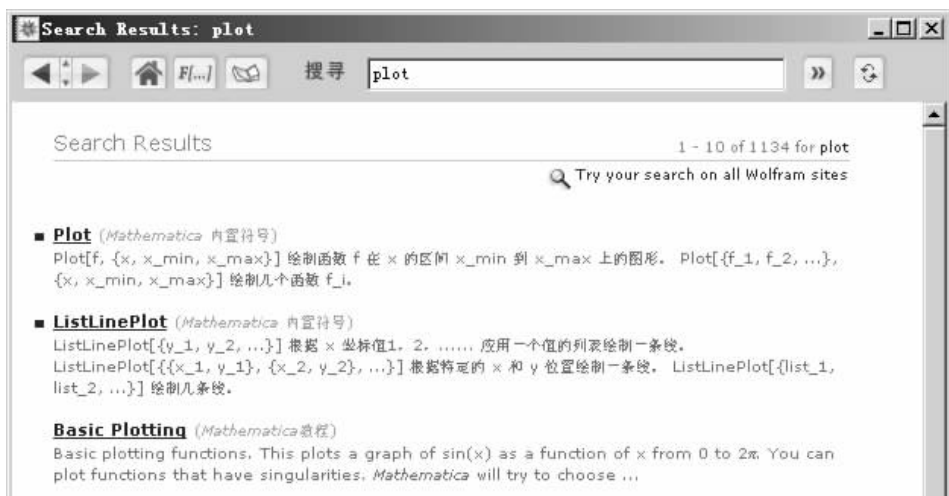 Search Results: plot
F[...] 搜寻 plot »
Search Results
1 - 10 of 1134 for plot
Try your search on all Wolfram sites
Plot (Mathematica 内置符号)
Plot[f, {x, x_min, x_max}] 绘制函数 f 在 x 的区间 x_min 到 x_max 上的图形。 Plot[{f_1, f_2, ...},
{x, x_min, x_max}] 绘制几个函数 f_i。
ListLinePlot (Mathematica 内置符号)
ListLinePlot[{y_1, y_2, ...}] 根据 x 坐标值1, 2, ...... 应用一个值的列表绘制一条线。
ListLinePlot[{{x_1, y_1}, {x_2, y_2}, ...}] 根据特定的 x 和 y 位置绘制一条线。 ListLinePlot[{list_1,
list_2, ...}] 绘制几条线。
Basic Plotting (Mathematica教程)
Basic plotting functions. This plots a graph of sin(x) as a function of x from 0 to 2π. You can
plot functions that have singularities. Mathematica will try to choose ...